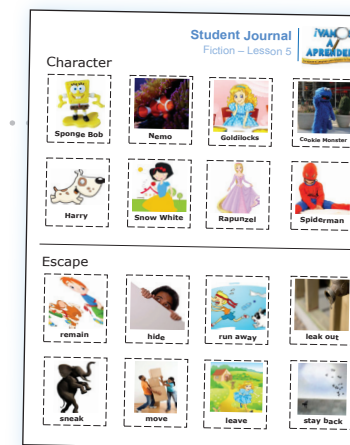 Student Journal
Fiction – Lesson 5
¡VAMOS
A
APRENDER
Character
Sponge Bob
Nemo
Goldilocks
Cookie Monster
Harry
Snow White
Rapunzel
Spiderman
Escape
remain
hide
run away
leak out
sneak
move
leave
stay back